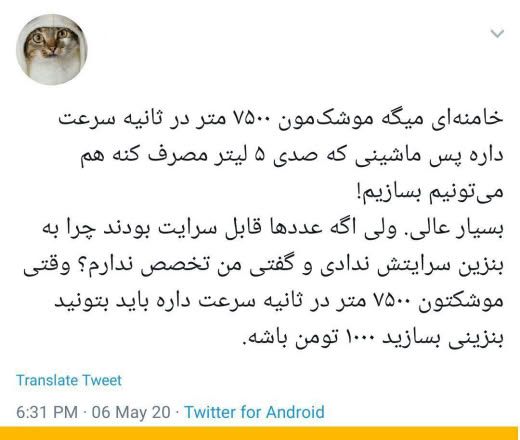 خامنه‌ای میگه موشک‌مون ۷۵۰۰ متر در ثانیه سرعت
داره پس ماشینی که صدی ۵ لیتر مصرف کنه هم
می‌تونیم بسازیم!
بسیار عالی. ولی اگه عددها قابل سرایت بودند چرا به
بنزین سرایتش ندادی و گفتی من تخصص ندارم؟ وقتی
موشکتون ۷۵۰۰ متر در ثانیه سرعت داره باید بتونید
بنزینی بسازید ۱۰۰۰ تومن باشه.
Translate Tweet
6:31 PM · 06 May 20 · Twitter for Android